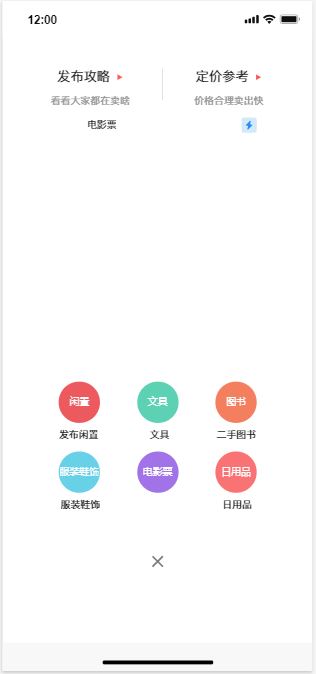 12:00
发布攻略 定价参考
看看大家都在卖啥 价格合理卖出快
电影票
闲置 文具 图书
发布闲置 文具 二手图书
服装鞋饰 电影票 日用品
服装鞋饰 日用品